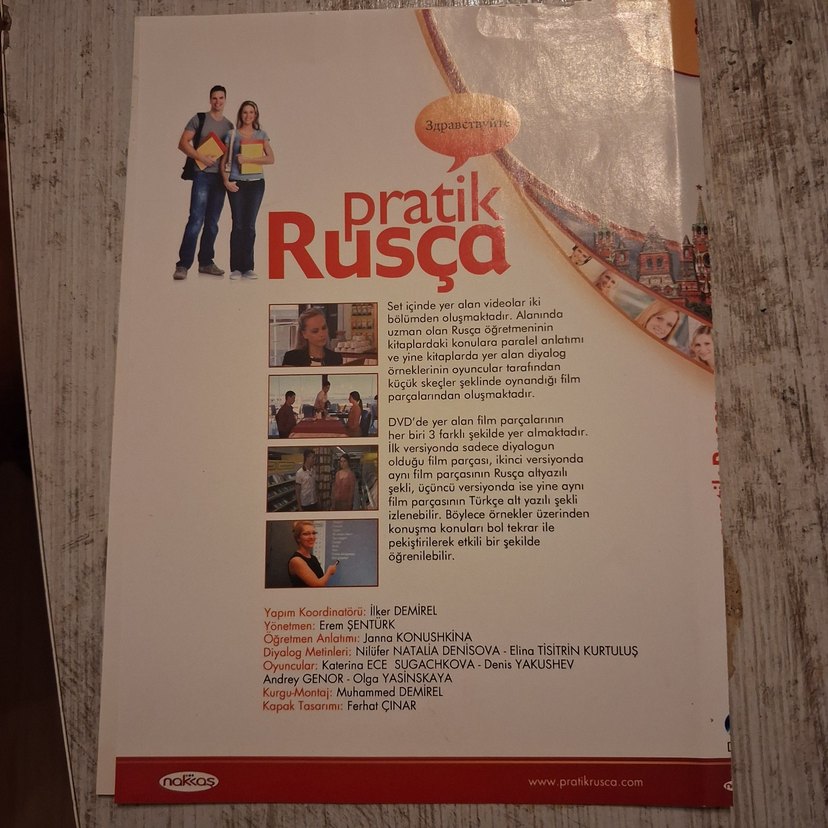 Здравствуйте
pratik
Rusça
Set içinde yer alan videolar iki
bölümden oluşmaktadır. Alanında
uzman olan Rusça öğretmeninin
kitaplardaki konulara paralel anlatımı
ve yine kitaplarda yer alan diyalog
örneklerinin oyuncular tarafından
küçük skeçler şeklinde oynandığı film
parçalarından oluşmaktadır.
DVD'de yer alan film parçalarının
her biri 3 farklı şekilde yer almaktadır.
İlk versiyonda sadece diyalogun
olduğu film parçası, ikinci versiyonda
aynı film parçasının Rusça altyazılı
şekli, üçüncü versiyonda ise yine aynı
film parçasının Türkçe alt yazılı şekli
izlenebilir. Böylece örnekler üzerinden
konuşma konuları bol tekrar ile
pekiştirilerek etkili bir şekilde
öğrenilebilir.
Yapım Koordinatörü: İlker DEMİREL
Yönetmen: Erem ŞENTÜRK
Öğretmen Anlatımı: Janna KONUSHKİNA
Diyalog Metinleri: Nilüfer NATALIA DENİSOVA - Elina TİSİTRİN KURTULUŞ
Oyuncular: Katerina ECE SUGACHKOVA - Denis YAKUSHEV
Andrey GENOR - Olga YASİNSKAYA
Kurgu-Montaj: Muhammed DEMİREL
Kapak Tasarımı: Ferhat ÇINAR
nakkaş
www.pratikrusca.com